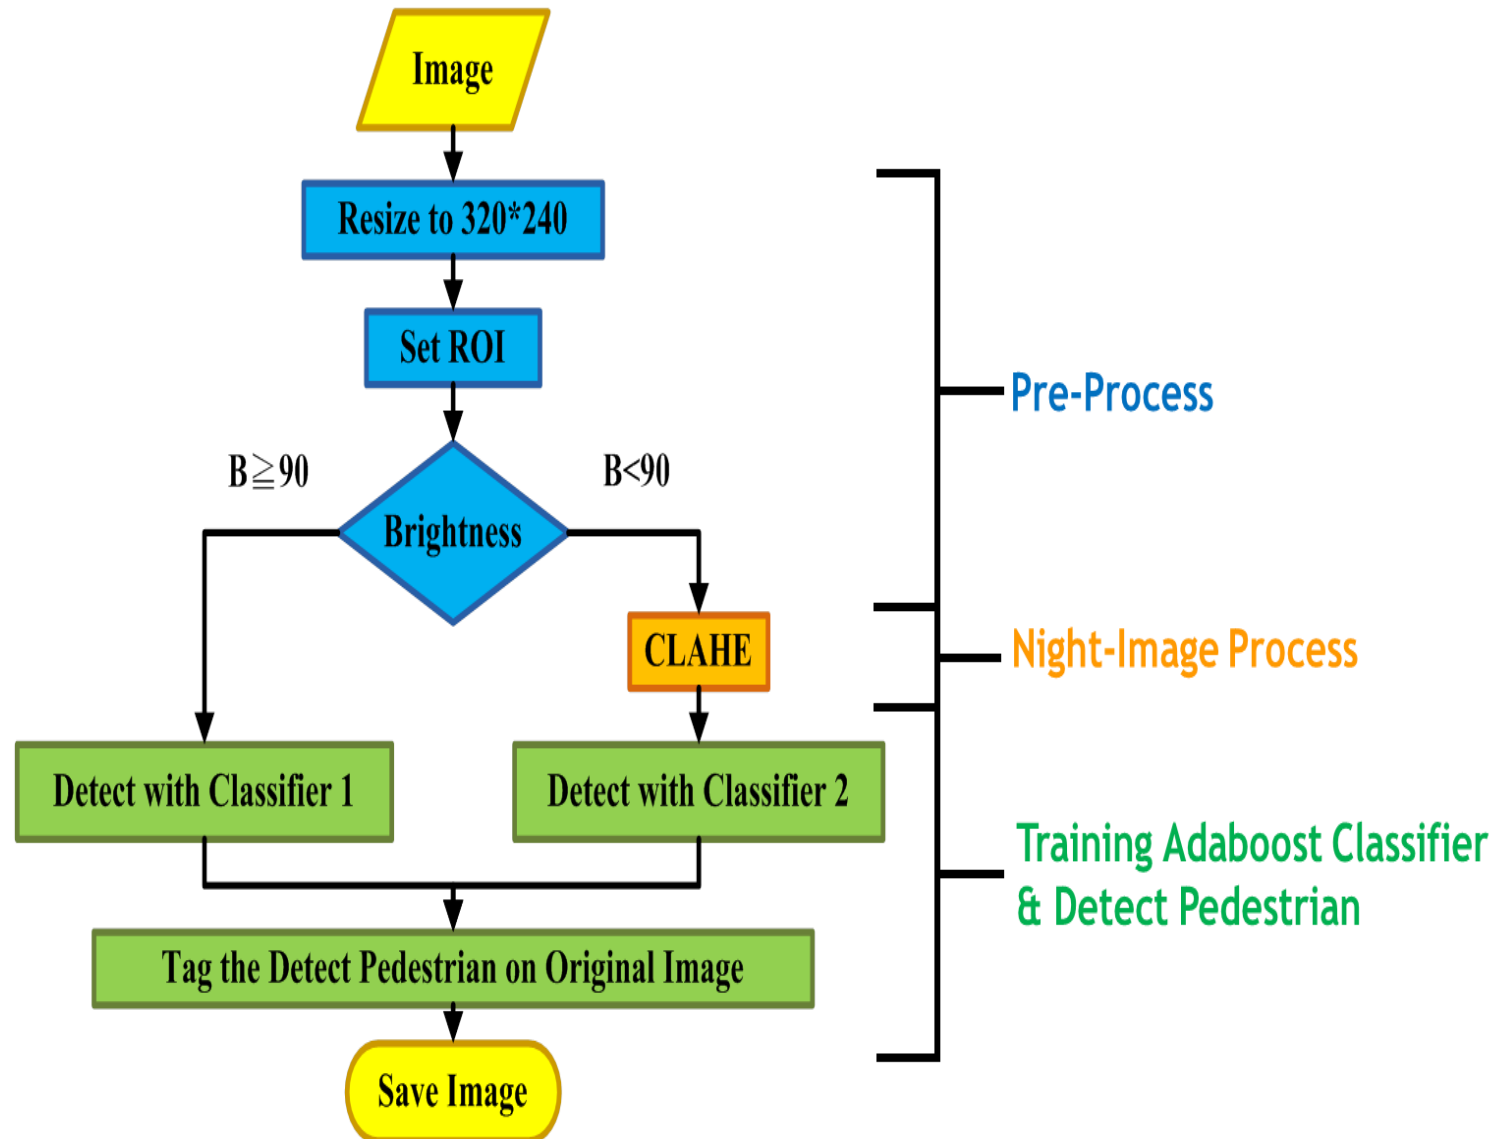 Image
Resize to 320*240
Set ROI
Pre-Process
B≧90
B<90
Brightness
CLAHE
Night-Image Process
Detect with Classifier 1
Detect with Classifier 2
Training Adaboost Classifier
& Detect Pedestrian
Tag the Detect Pedestrian on Original Image
Save Image